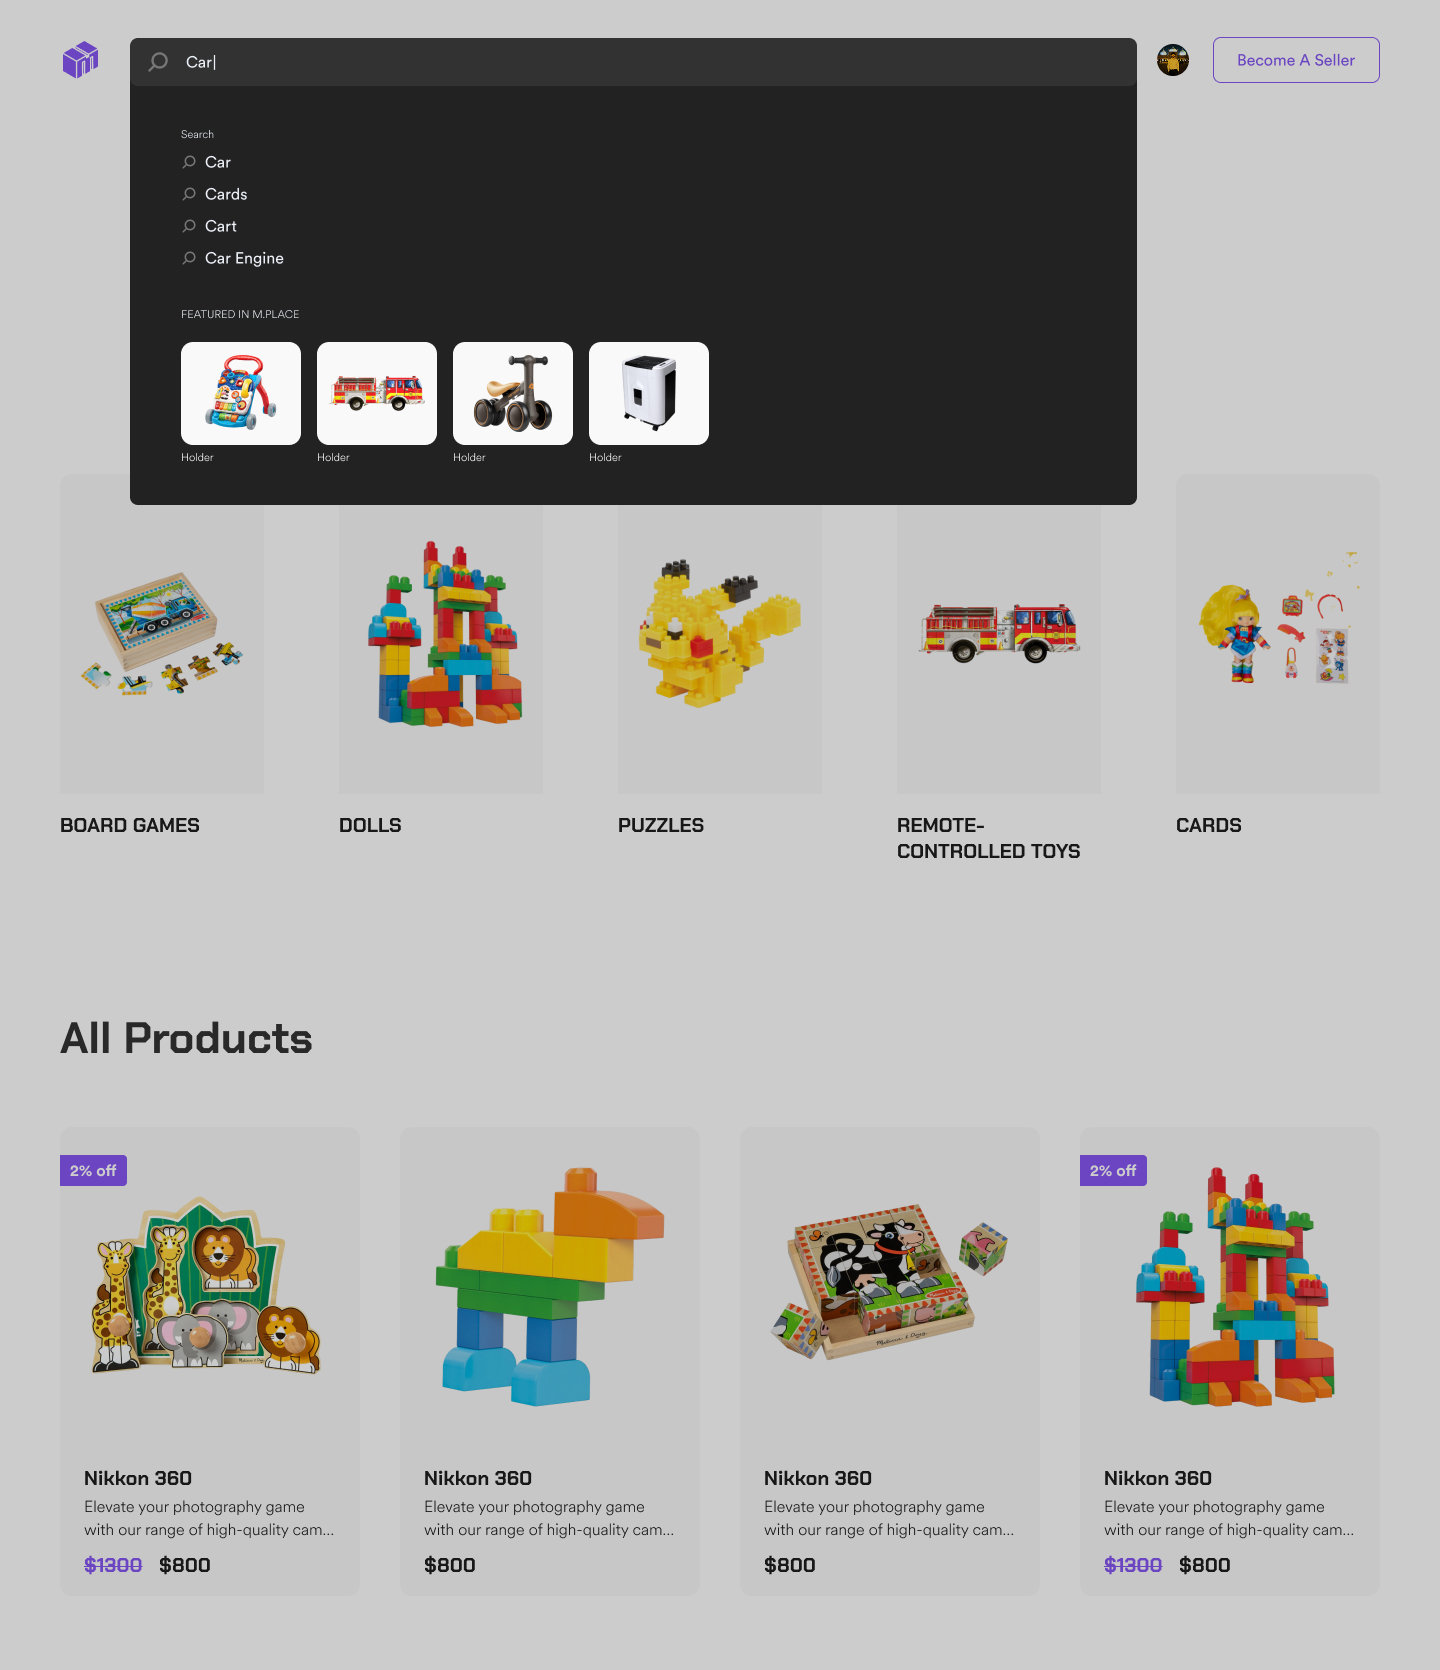 Car
Become A Seller
Search
Car
Cards
Cart
Car Engine
FEATURED IN M.PLACE
Holder
Holder
Holder
Holder
BOARD GAMES
DOLLS
PUZZLES
REMOTE-
CONTROLLED TOYS
CARDS
All Products
2% off
2% off
Nikkon 360
Elevate your photography game
with our range of high-quality cam...
$1300 $800
Nikkon 360
Elevate your photography game
with our range of high-quality cam...
$800
Nikkon 360
Elevate your photography game
with our range of high-quality cam...
$800
Nikkon 360
Elevate your photography game
with our range of high-quality cam...
$1300 $800